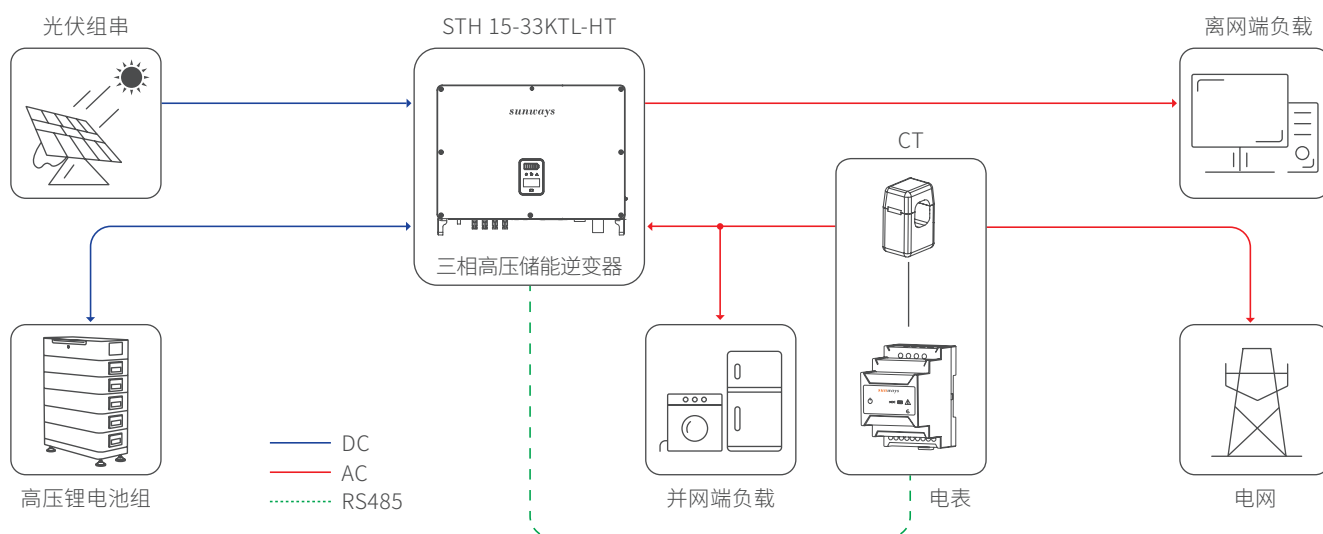 光伏组串
STH 15-33KTL-HT
离网端负载
sunways
CT
三相高压储能逆变器
sunways
DC
AC
RS485
高压锂电池组
并网端负载
电表
电网